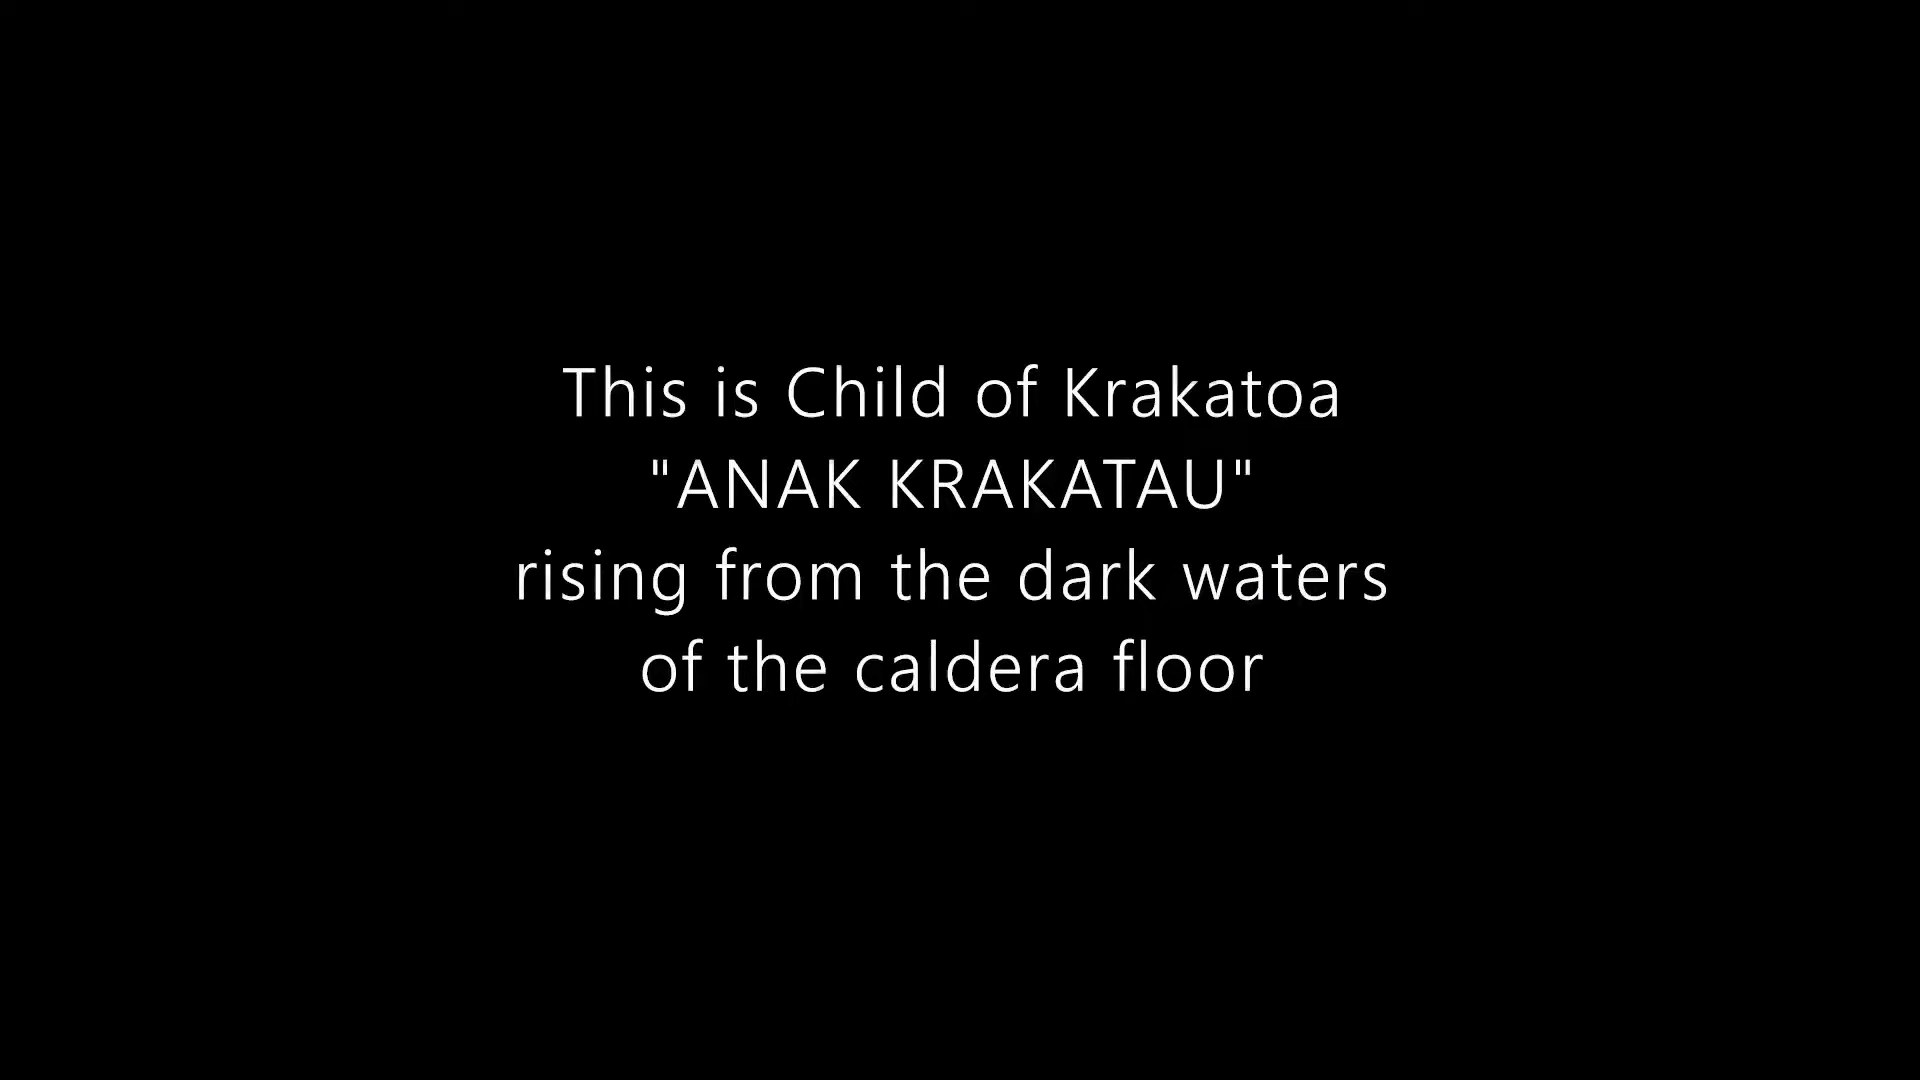 This is Child of Krakatoa
"ANAK KRAKATAU"
rising from the dark waters
of the caldera floor